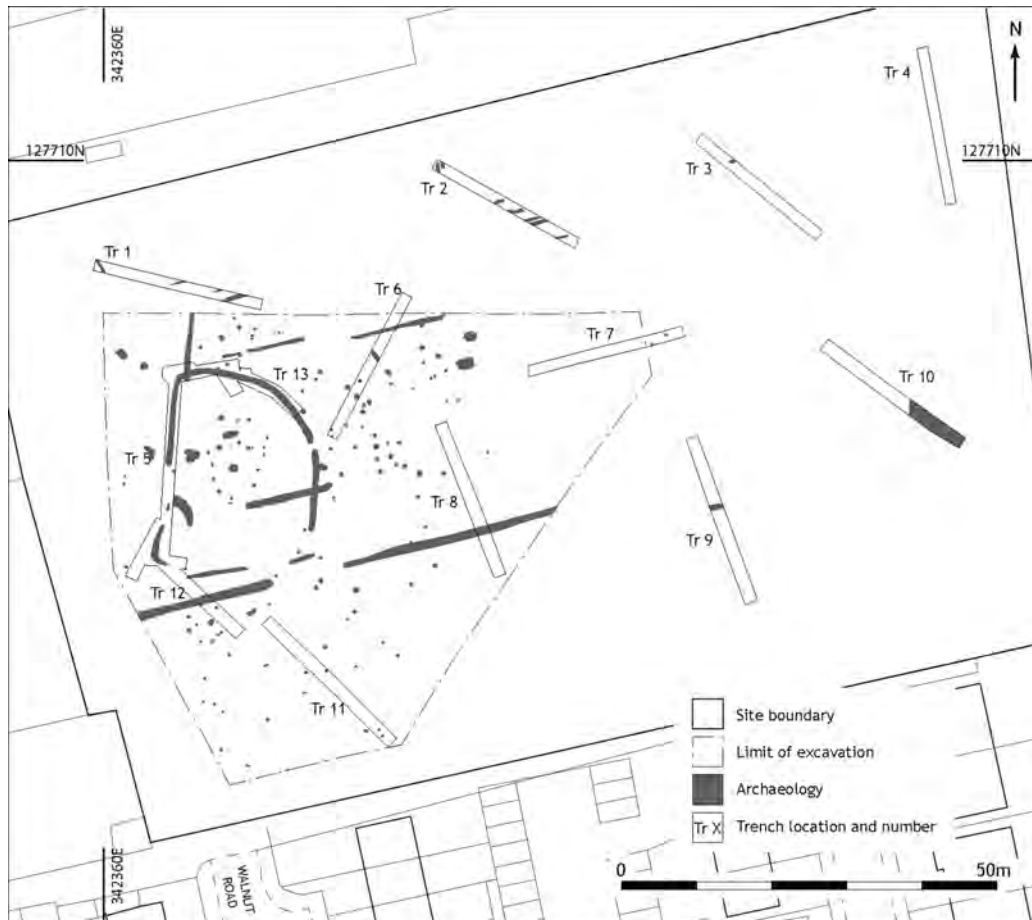 342360E
N
Tr 4
127710N
127710N
Tr 3
Tr 2
Tr 1
Tr 6
Tr 7
Tr 13
Tr 10
Tr 5
Tr 8
Tr 9
Tr 12
Tr 11
Site boundary
Limit of excavation
Archaeology
Tr X Trench location and number
342360E
WALNUT
ROAD
0 50m